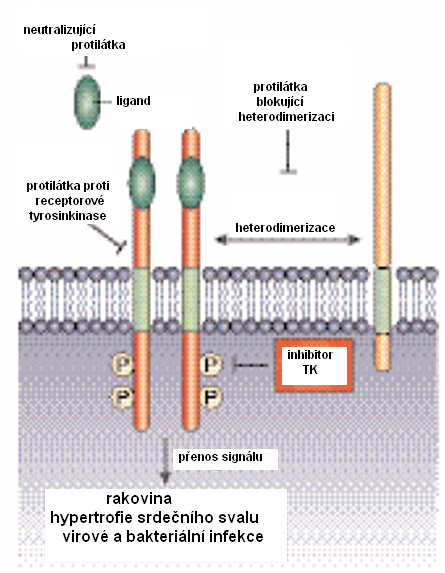 neutralizující
protilátka
ligand
protilátka
blokující
heterodimerizaci
protilátka proti
receptorové
tyrosinkinase
heterodimerizace
P
P
P
P
inhibitor
TK
přenos signálu
rakovina
hypertrofie srdečního svalu
virové a bakteriální infekce